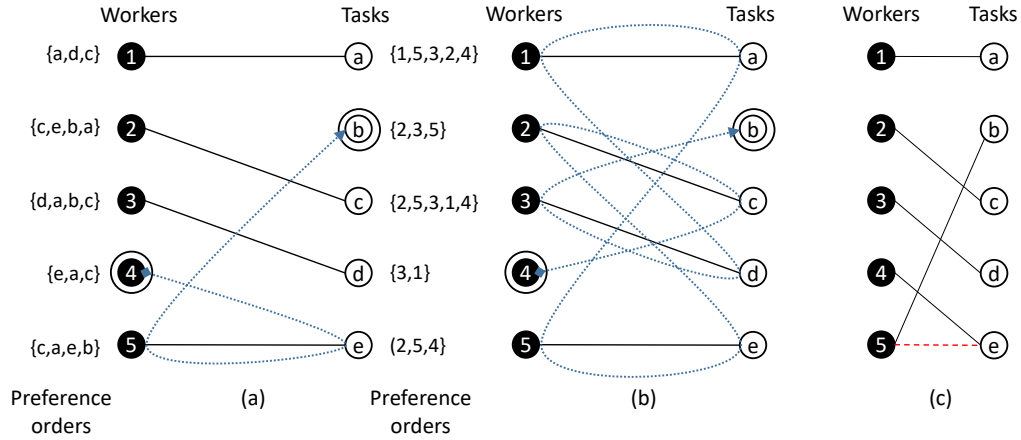 Workers Tasks Workers Tasks Workers Tasks
{a,d,c} 1 a {1,5,3,2,4} 1 a 1 a
{c,e,b,a} 2 b {2,3,5} 2 b 2 b
{d,a,b,c} 3 c {2,5,3,1,4} 3 c 3 c
{e,a,c} 4 d {3,1} 4 d 4 d
{c,a,e,b} 5 e (2,5,4} 5 e 5 e
Preference (a) Preference (b) (c)
orders orders